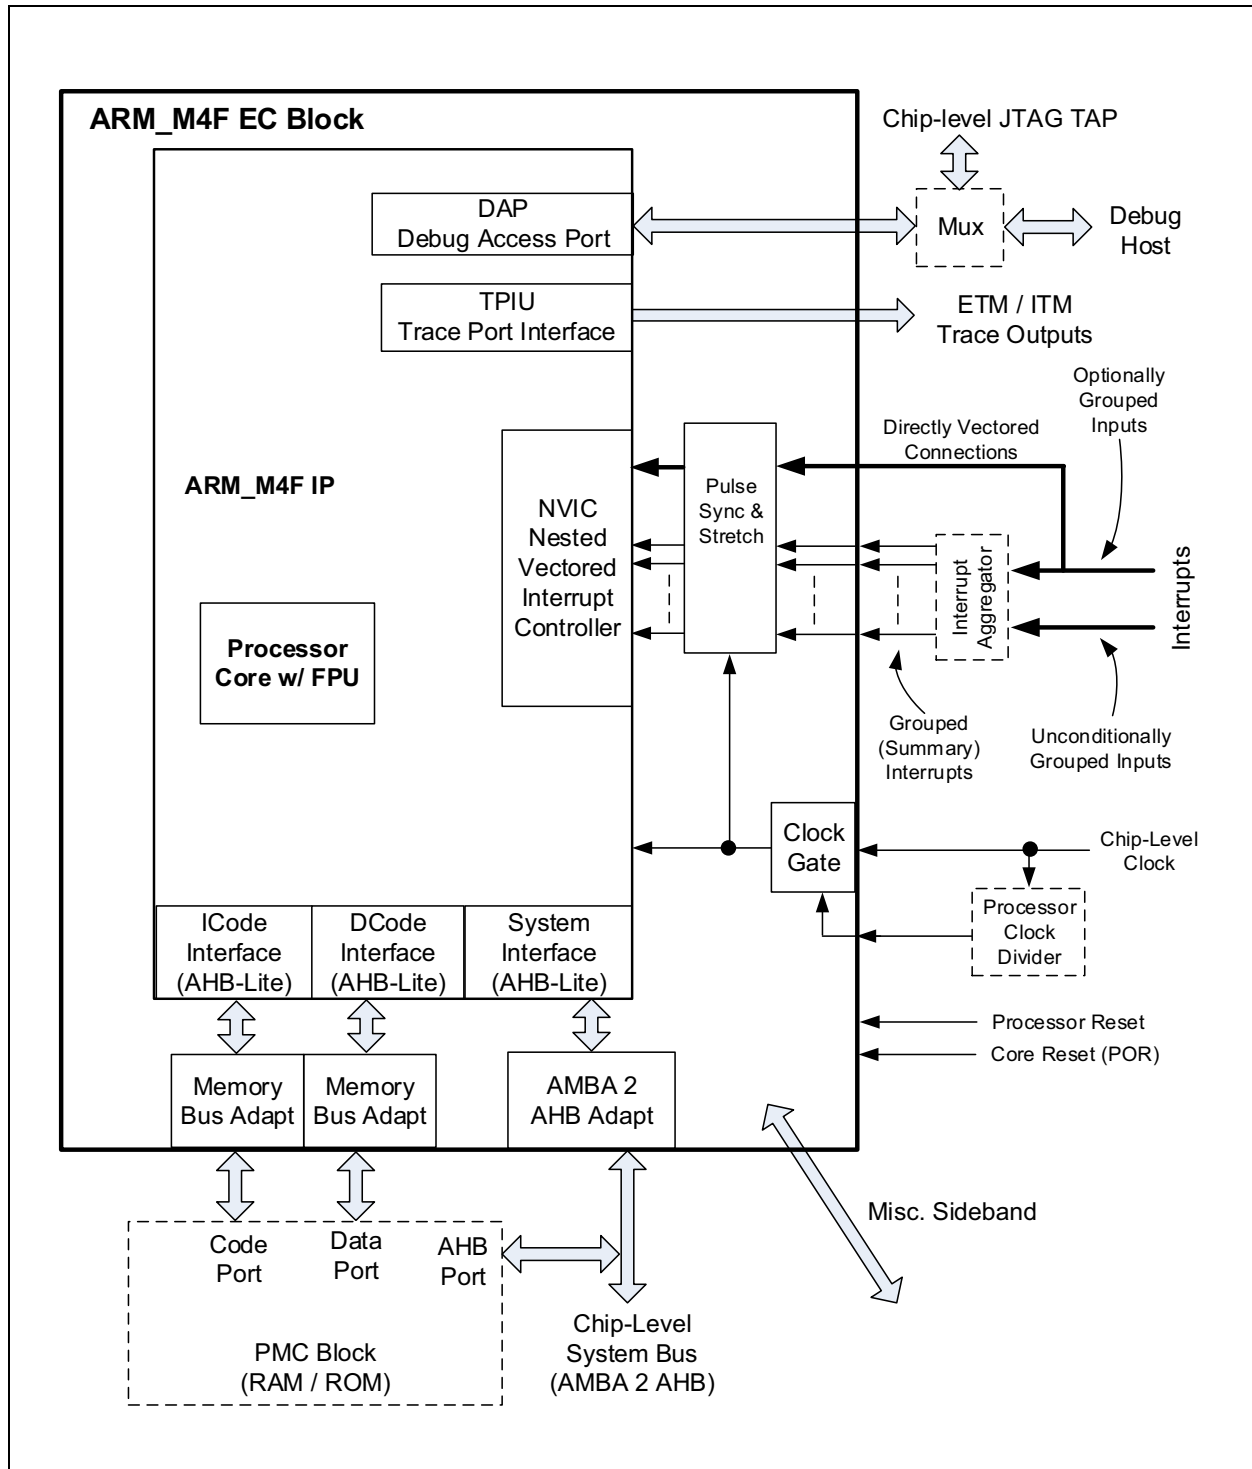 ARM_M4F EC Block
Chip-level JTAG TAP
DAP
Debug Access Port
Mux
Debug
Host
TPIU
Trace Port Interface
ETM / ITM
Trace Outputs
Optionally
Grouped
Inputs
Directly Vectored
Connections
ARM_M4F IP
Pulse
Sync &
Stretch
NVIC
Nested
Vectored
Interrupt
Controller
Interrupt
Aggregator
Interrupts
Processor
Core w/ FPU
Grouped
(Summary)
Interrupts
Unconditionally
Grouped Inputs
Clock
Gate
Chip-Level
Clock
Processor
Clock
Divider
ICode
Interface
(AHB-Lite)
DCode
Interface
(AHB-Lite)
System
Interface
(AHB-Lite)
Processor Reset
Core Reset (POR)
Memory
Bus Adapt
Memory
Bus Adapt
AMBA 2
AHB Adapt
Misc. Sideband
Code
Port
Data
Port
AHB
Port
PMC Block
(RAM / ROM)
Chip-Level
System Bus
(AMBA 2 AHB)